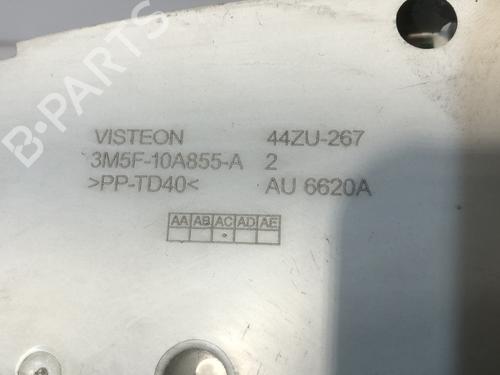 B-PARTS
VISTEON 44ZU-267
3M5F-10A855-A 2
>PP-TD40< AU 6620A
AA AB AC AD AE